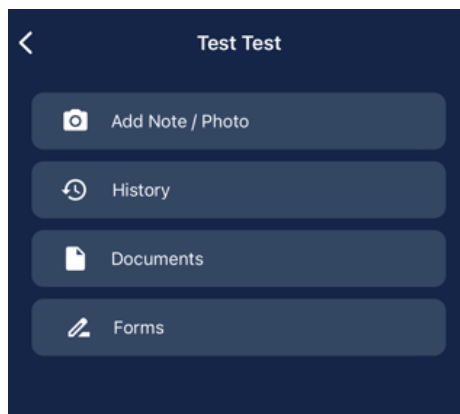 Test Test
Add Note / Photo
History
Documents
Forms